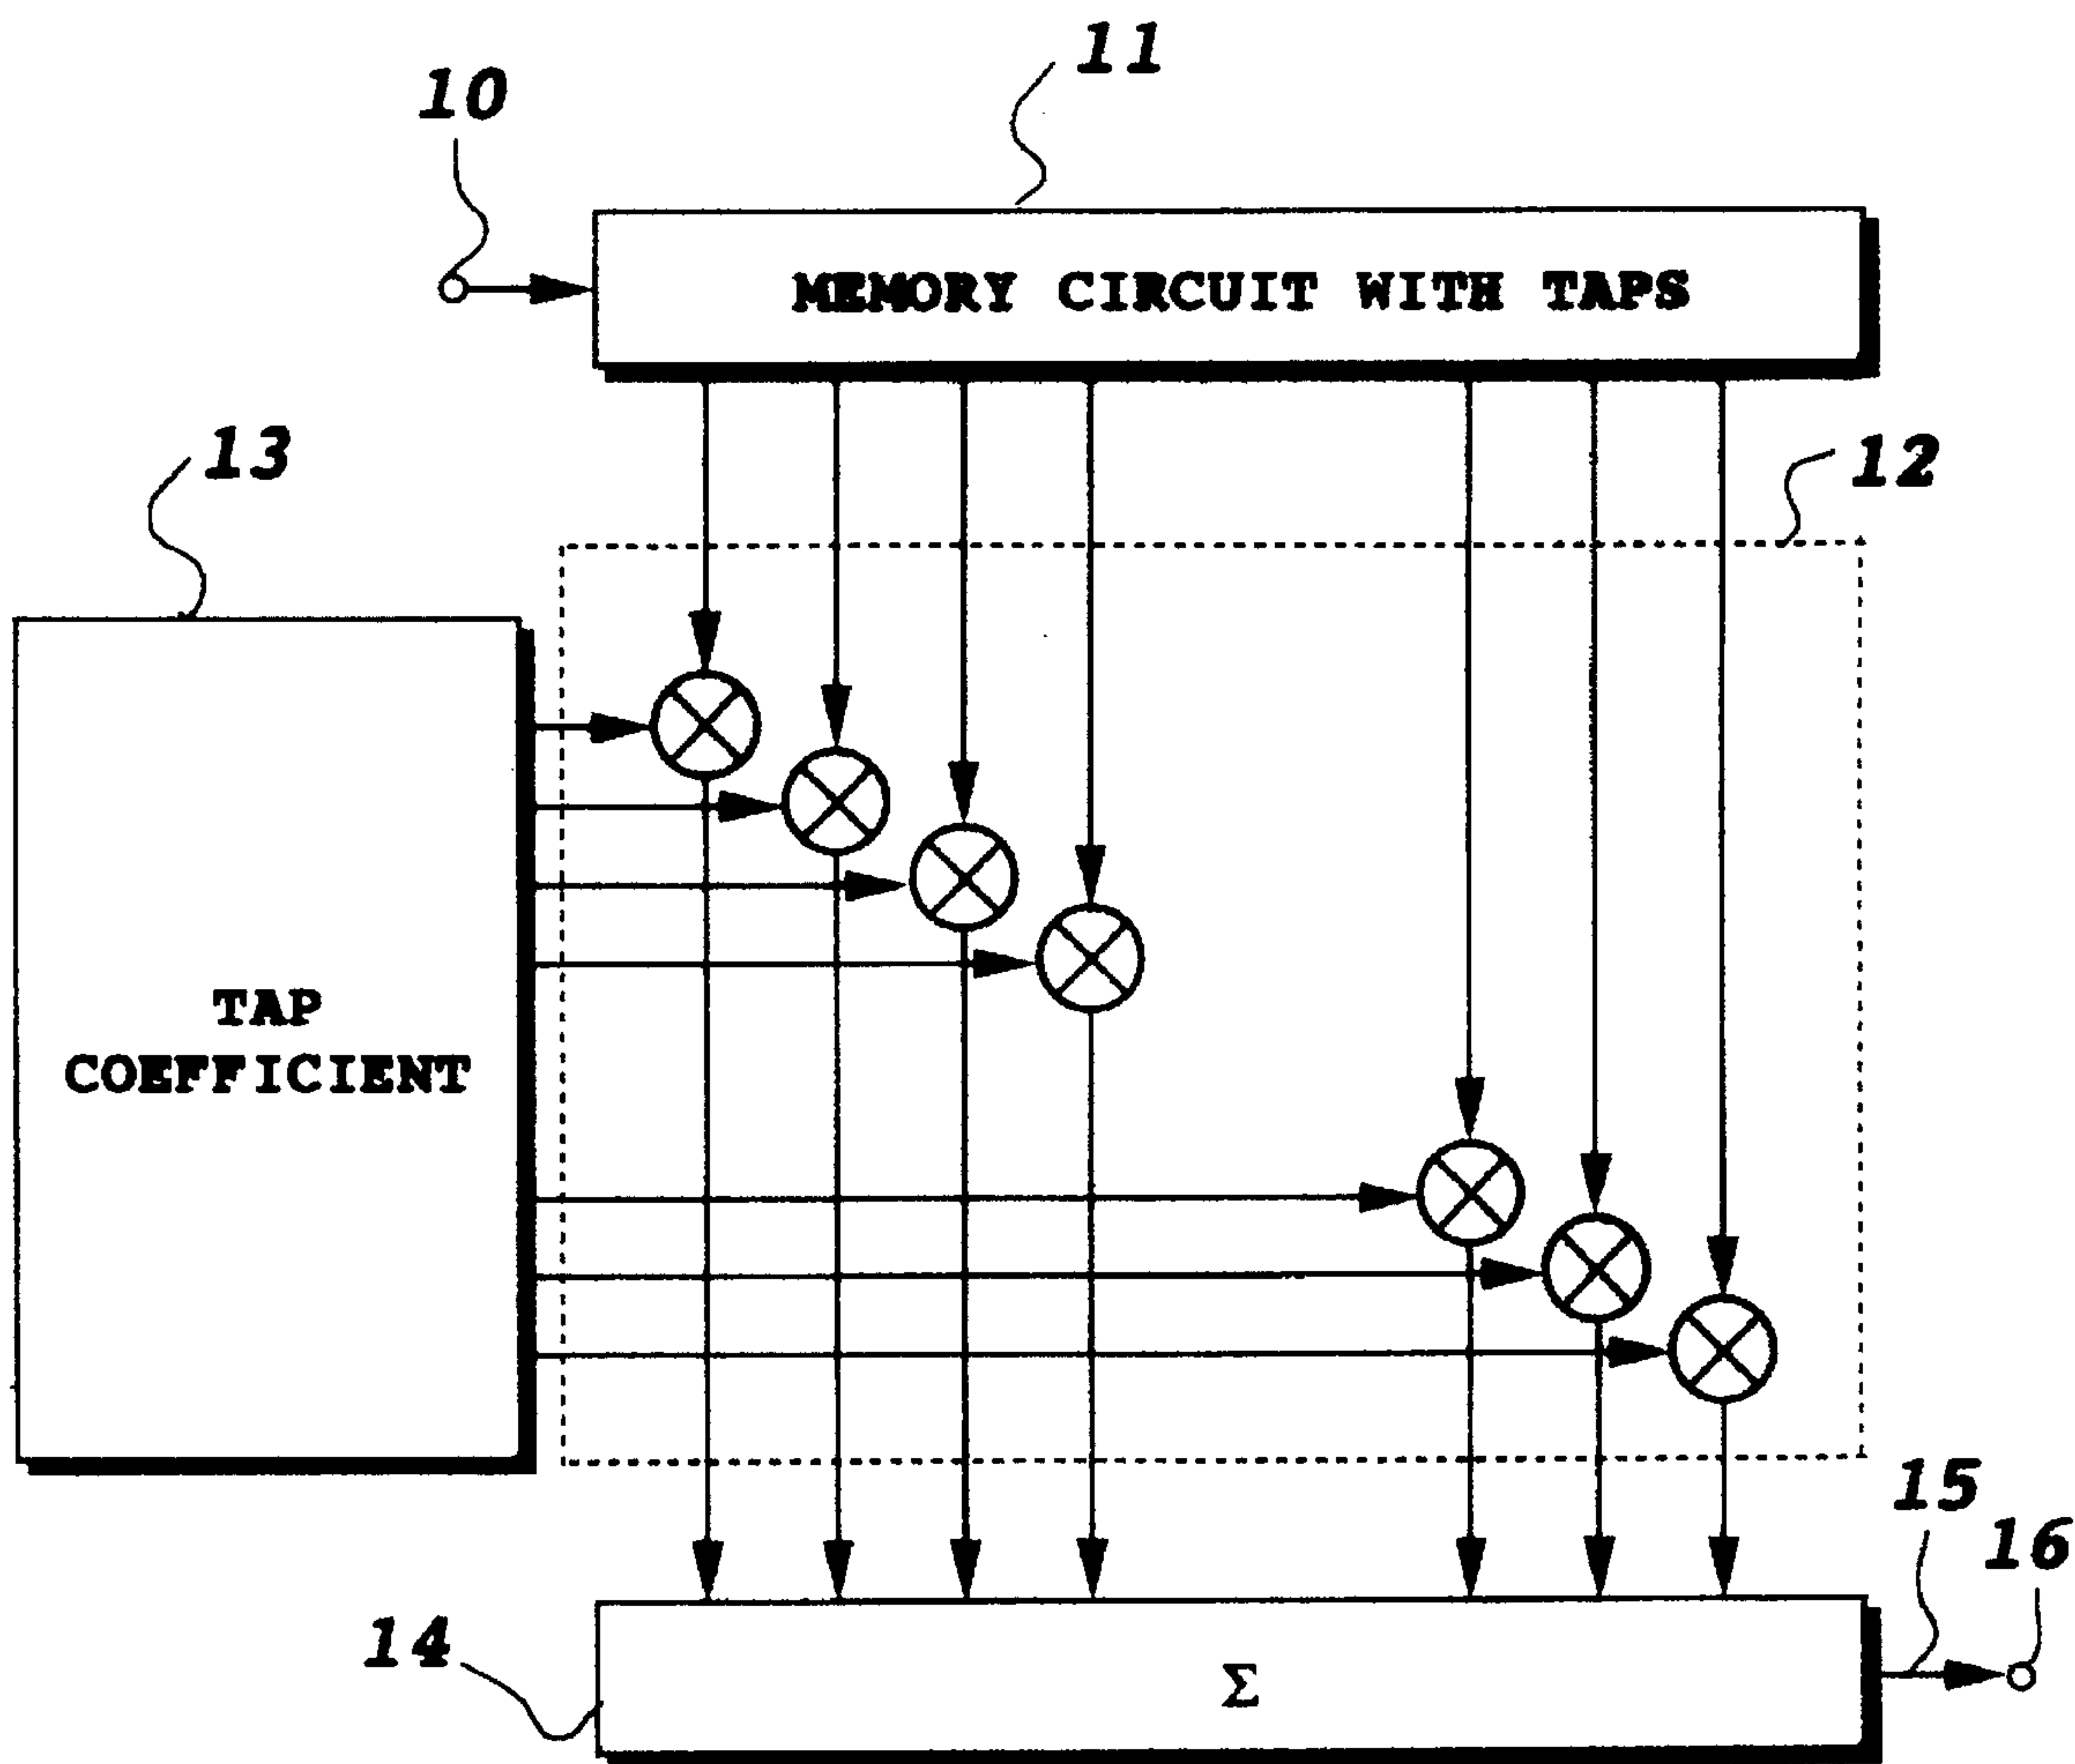 11
10
MEMORY CIRCUIT WITH TAPS
13
12
TAP
COEFFICIENT
15
16
14
Σ